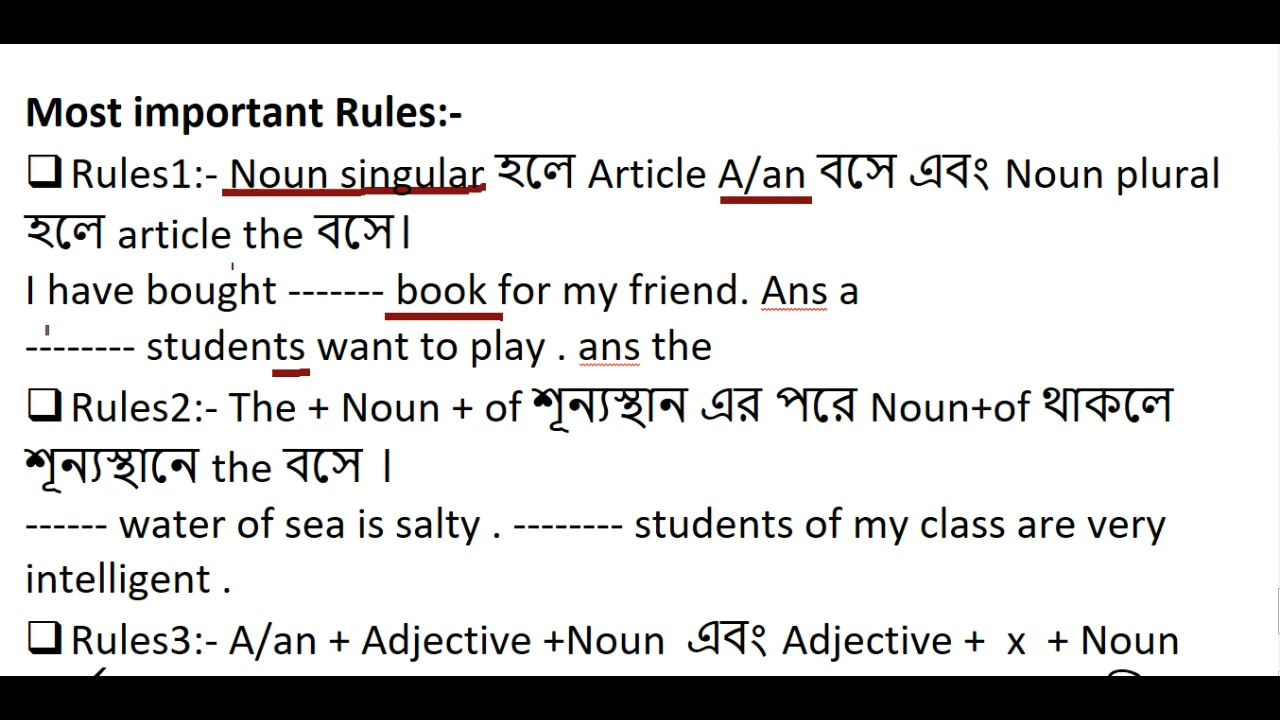 Most important Rules:-
❑ Rules1:- Noun singular হলে Article A/an বসে এবং Noun plural
হলে article the বসে।
I have bought ------- book for my friend. Ans a
-------- students want to play . ans the
❑ Rules2:- The + Noun + of শূন্যস্থান এর পরে Noun+of থাকলে
শূন্যস্থানে the বসে ।
------ water of sea is salty . -------- students of my class are very
intelligent .
❑ Rules3:- A/an + Adjective +Noun এবং Adjective + x + Noun